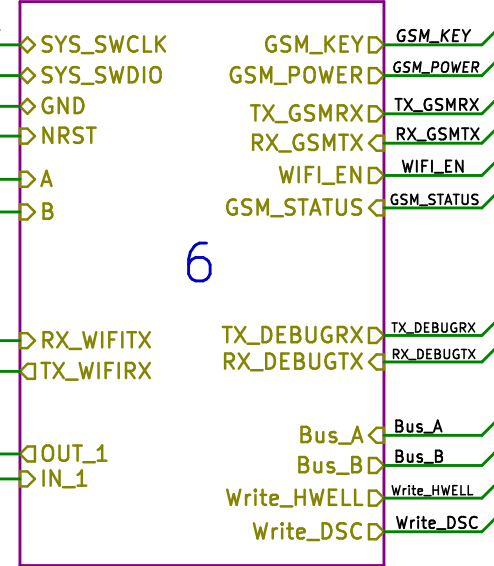 SYS_SWCLK GSM_KEY GSM_KEY
SYS_SWDIO GSM_POWER GSM_POWER
GND TX_GSMRX TX_GSMRX
NRST RX_GSMTX RX_GSMTX
WIFI_EN WIFI_EN
A
B GSM_STATUS GSM_STATUS
6
RX_WIFITX TX_DEBUGRX TX_DEBUGRX
TX_WIFIRX RX_DEBUGTX RX_DEBUGTX
Bus_A Bus_A
OUT_1 Bus_B Bus_B
IN_1 Write_HWELL Write_HWELL
Write_DSC Write_DSC